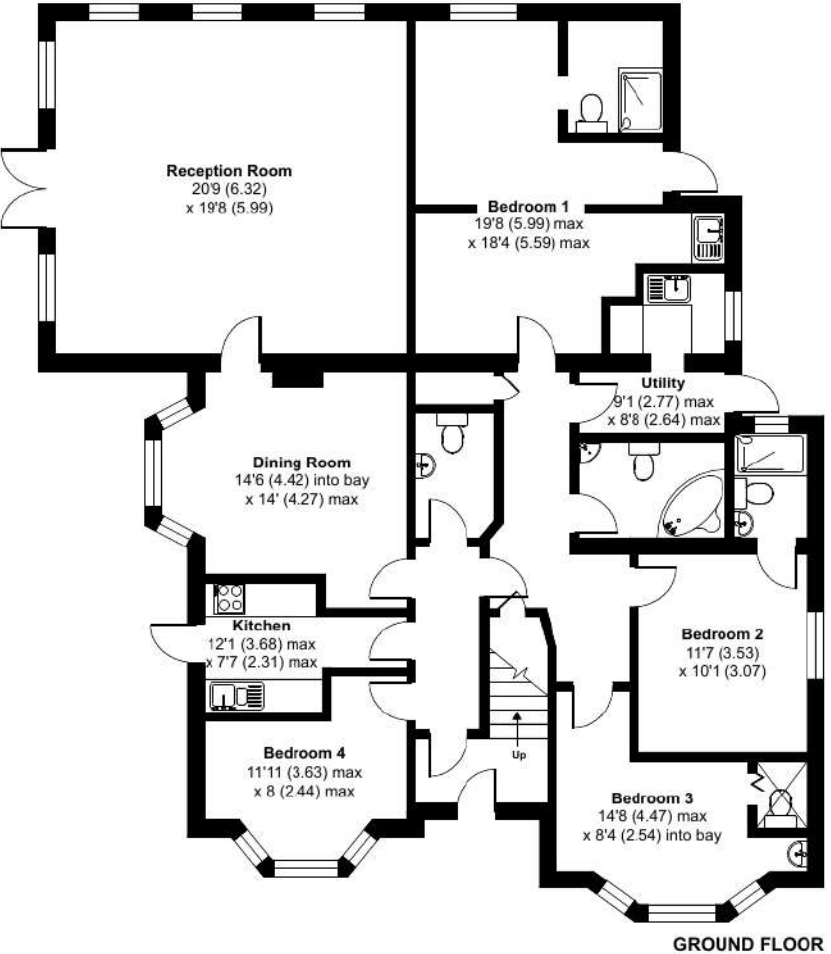 Reception Room
20'9 (6.32)
x 19'8 (5.99)
Bedroom 1
19'8 (5.99) max
x 18'4 (5.59) max
Utility
9'1 (2.77) max
x 8'8 (2.64) max
Dining Room
14'6 (4.42) into bay
x 14' (4.27) max
Kitchen
12'1 (3.68) max
x 7'7 (2.31) max
Bedroom 2
11'7 (3.53)
x 10'1 (3.07)
Bedroom 4
11'11 (3.63) max
x 8 (2.44) max
Up
Bedroom 3
14'8 (4.47) max
x 8'4 (2.54) into bay
GROUND FLOOR